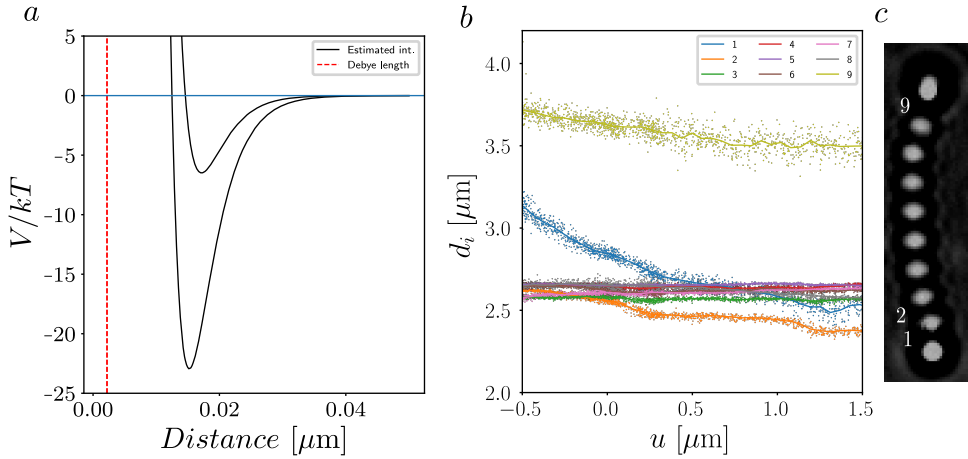 a
5
0
−5
−10
−15
−20
−25
V/kT
0.00
0.02
0.04
Distance [μm]
Estimated int.
Debye length
b
4.0
3.5
3.0
2.5
2.0
d_i [μm]
−0.5
0.0
0.5
1.0
1.5
u [μm]
1 4 7
2 5 8
3 6 9
c
9
2
1